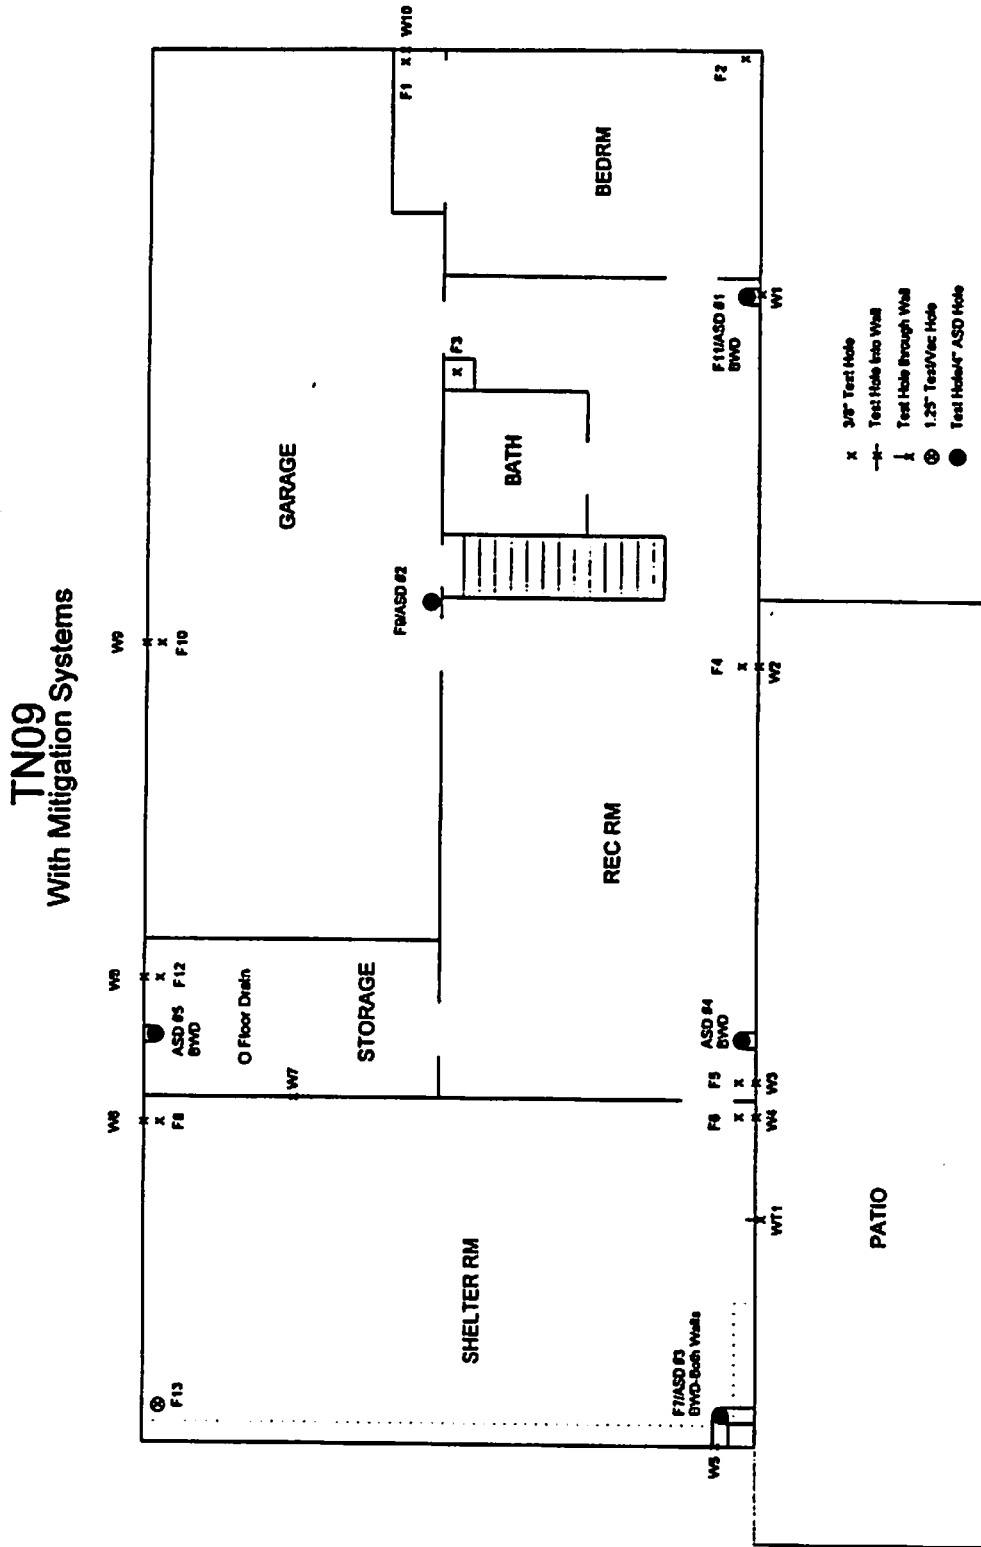 TN09
With Mitigation Systems
W6
W8
W9
F8
ASD #5
BWD
F12
F10
F13
O Floor Drain
W7
STORAGE
GARAGE
F1
W10
F9/ASD #2
F3
BATH
BEDRM
SHELTER RM
REC RM
F7/ASD #3
BWD-Both Walls
F6
F5
ASD #4
BWD
F4
F11/ASD #1
BWD
F2
W5
WT1
W4
W3
W2
W1
PATIO
x 3/8" Test Hole
Test Hole Into Wall
Test Hole through Wall
1.25" Test/Vac Hole
Test Hole/4" ASD Hole